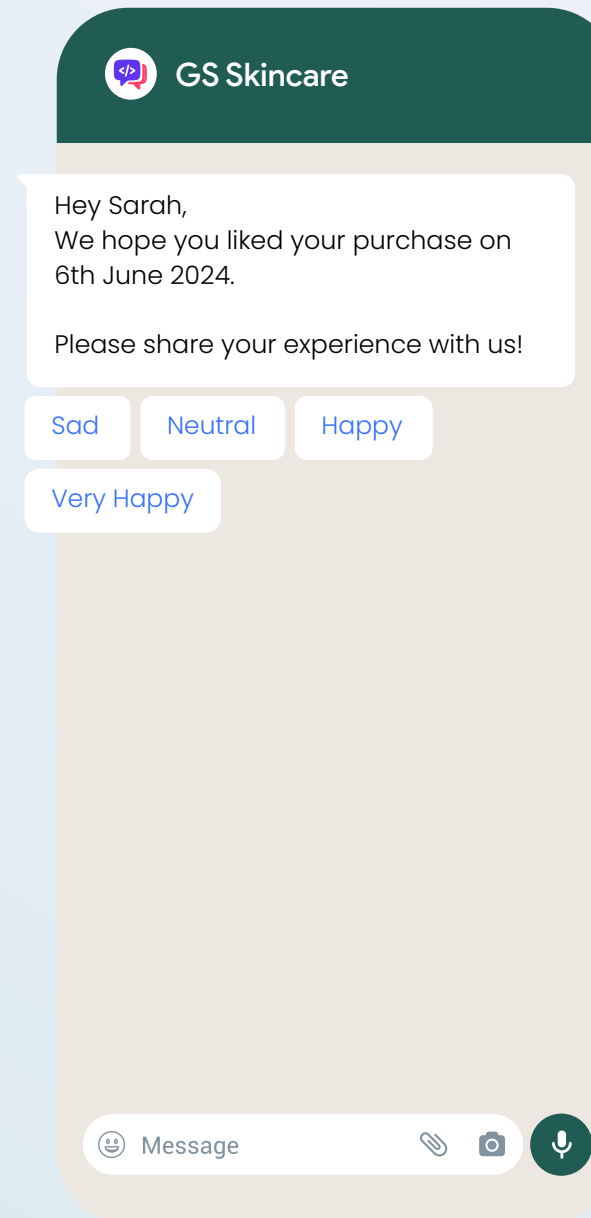 GS Skincare
Hey Sarah,
We hope you liked your purchase on
6th June 2024.
Please share your experience with us!
Sad
Neutral
Happy
Very Happy
Message